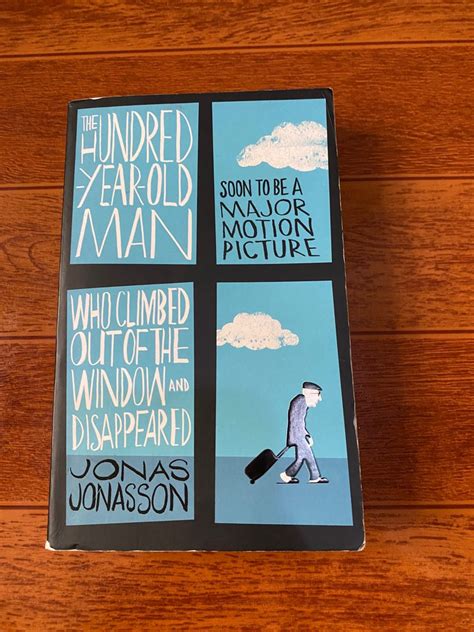 THE
HUNDRED
-YEAR-OLD
MAN
SOON TO BE A
MAJOR
MOTION
PICTURE
WHO CLIMBED
OUT OF THE
WINDOW AND
DISAPPEARED
JONAS
JONASSON